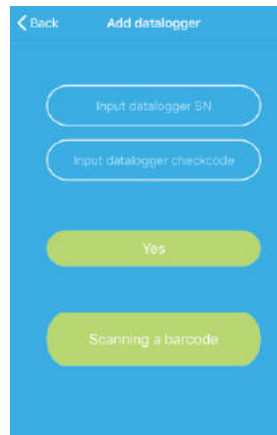 Back Add datalogger
Input datalogger SN
Input datalogger checkcode
Yes
Scanning a barcode